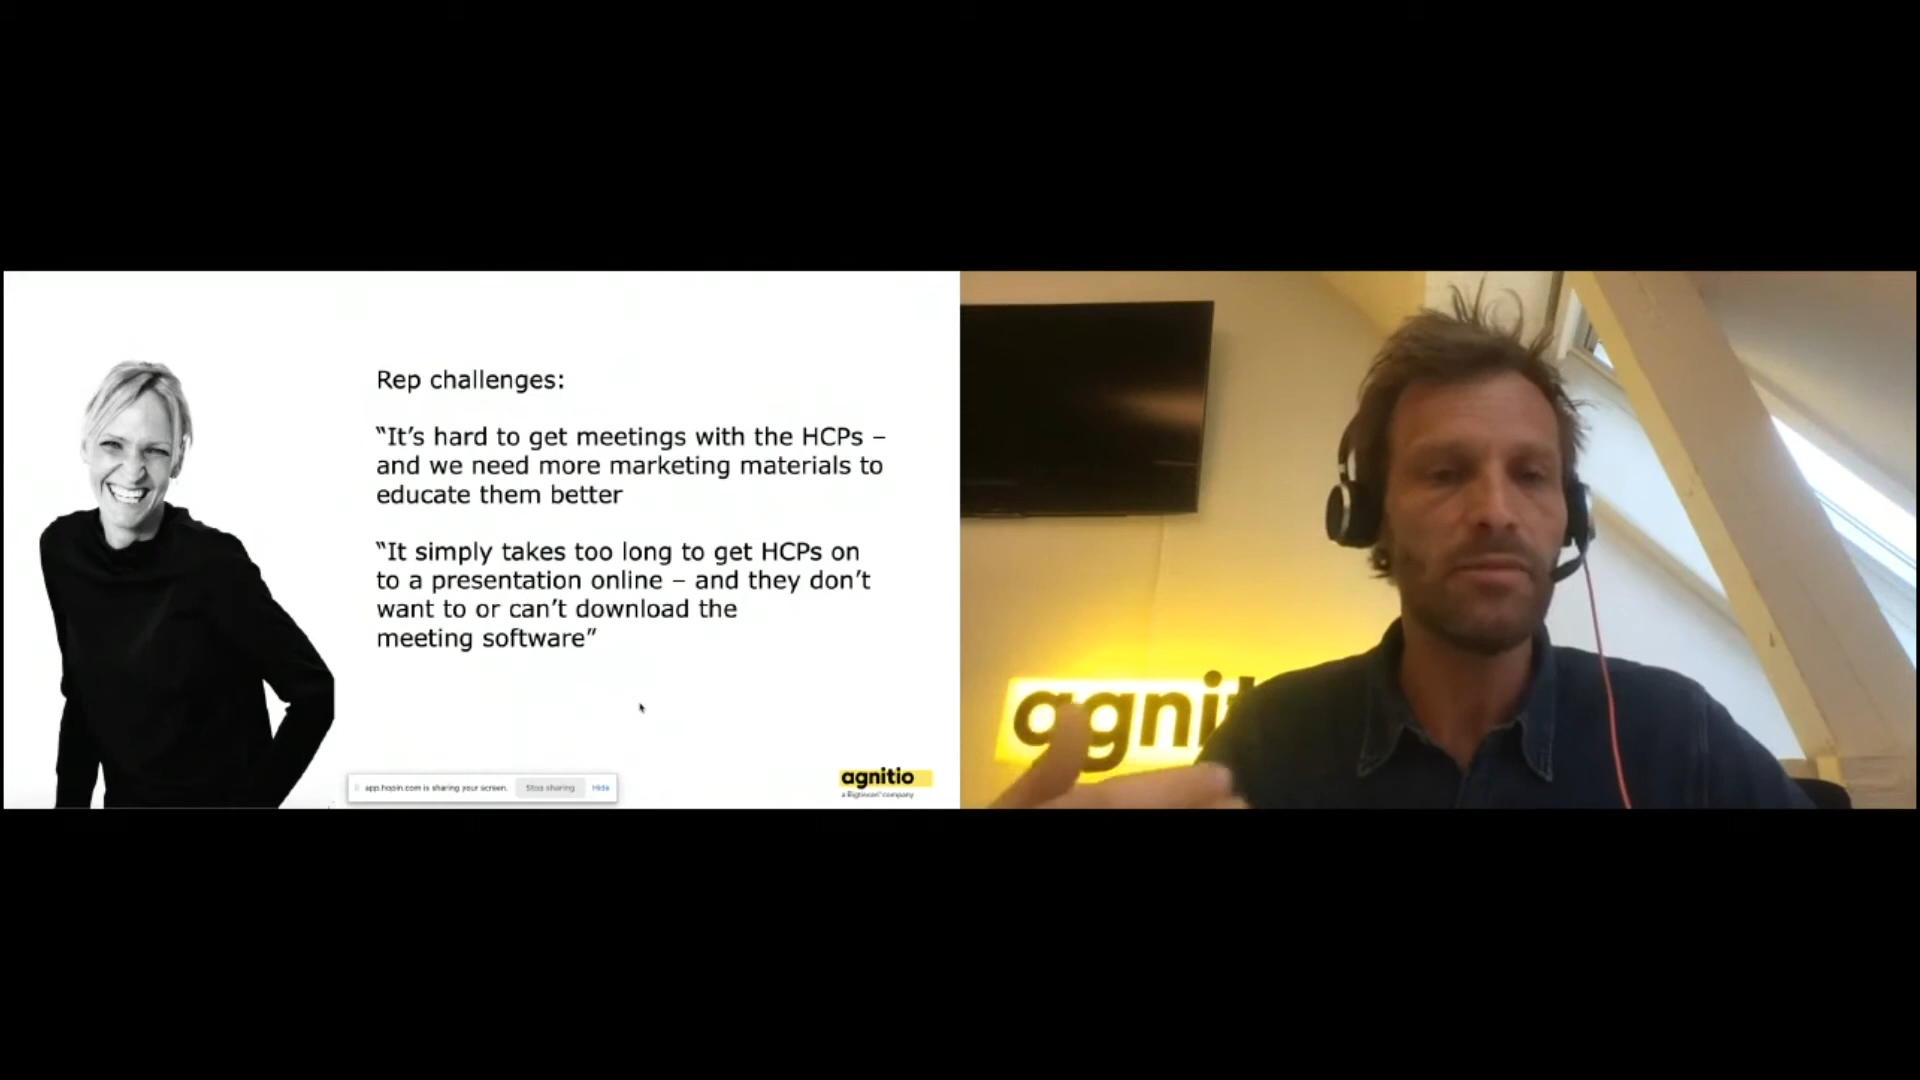 Rep challenges:
“It’s hard to get meetings with the HCPs –
and we need more marketing materials to
educate them better
“It simply takes too long to get HCPs on
to a presentation online – and they don’t
want to or can’t download the
meeting software”
app.hopin.com is sharing your screen.
Stop sharing
Hide
agnitio
a Bigtincan company
agnit